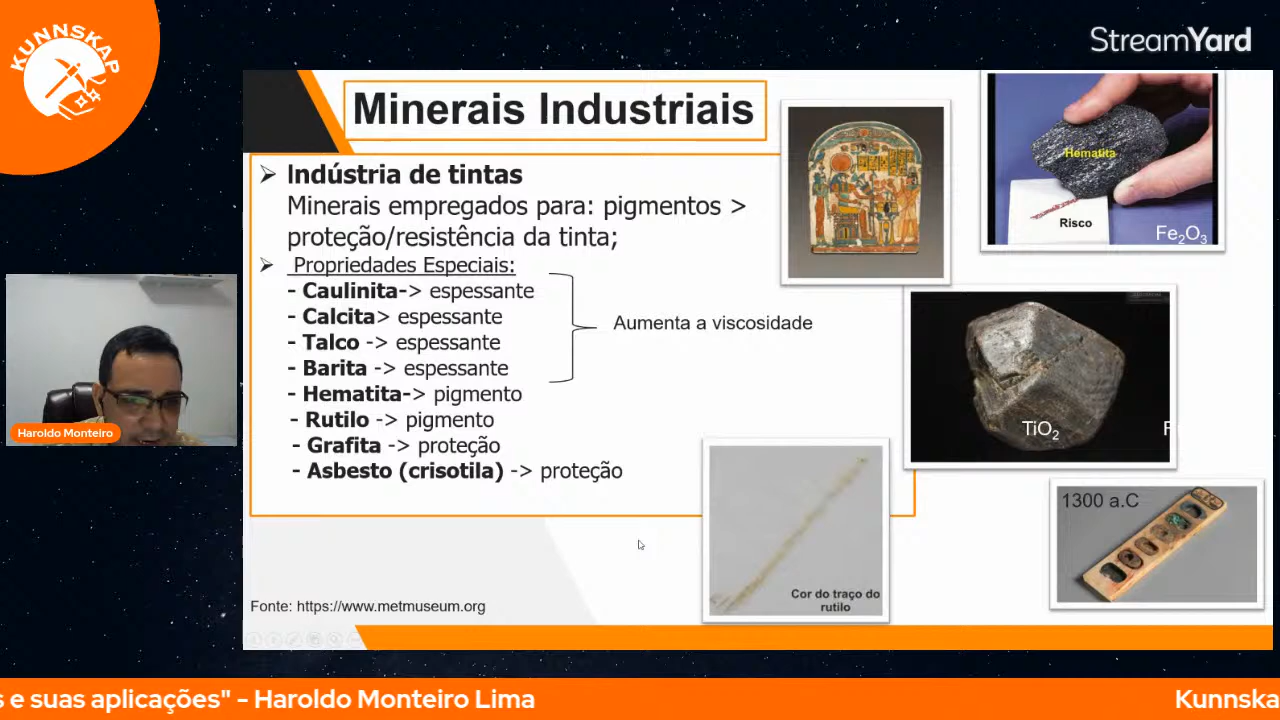 KUNNSKAP
StreamYard
Minerais Industriais
➢ Indústria de tintas
Minerais empregados para: pigmentos >
proteção/resistência da tinta;
➢ Propriedades Especiais:
- Caulinita-> espessante
- Calcita> espessante
- Talco -> espessante
- Barita -> espessante
Aumenta a viscosidade
- Hematita-> pigmento
- Rutilo -> pigmento
- Grafita -> proteção
- Asbesto (crisotila) -> proteção
Hematita
Risco
Fe₂O₃
TiO₂
1300 a.C
Cor do traço do
rutilo
Fonte: https://www.metmuseum.org
Haroldo Monteiro
s e suas aplicações" - Haroldo Monteiro Lima
Kunnska